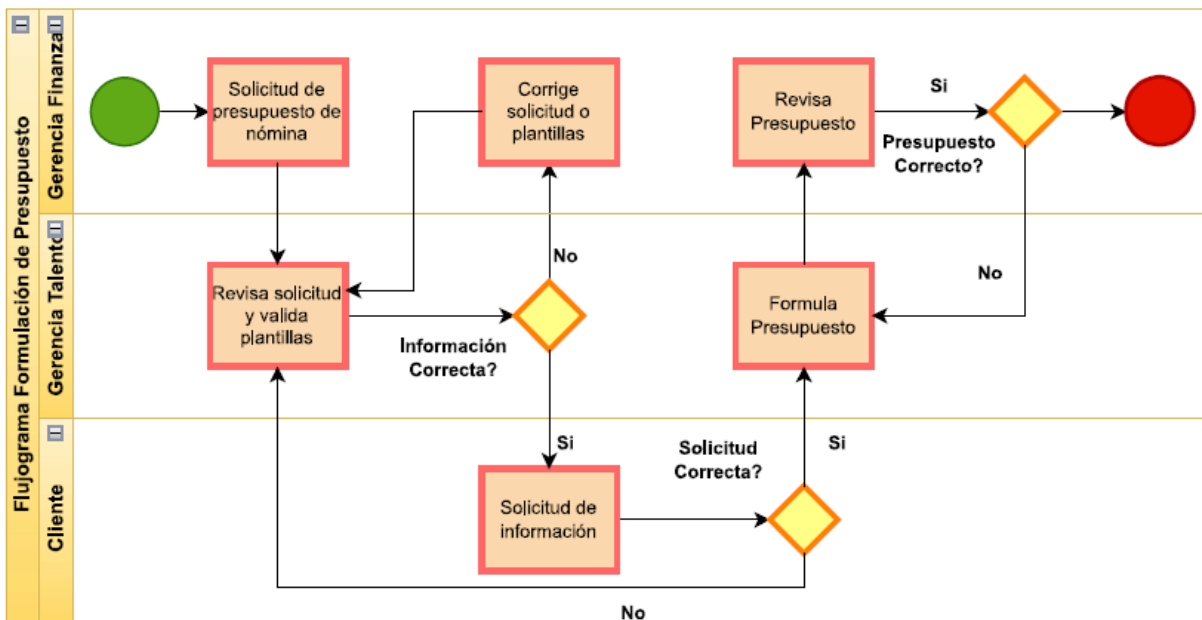 Flujograma Formulación de Presupuesto
Gerencia Finanza
Solicitud de
presupuesto de
nómina
Corrige
solicitud o
plantillas
Revisa
Presupuesto
Si
Presupuesto
Correcto?
Gerencia Talento
Revisa solicitud
y valida
plantillas
Información
Correcta?
No
Si
Formula
Presupuesto
No
Cliente
Solicitud de
información
Solicitud
Correcta?
Si
No